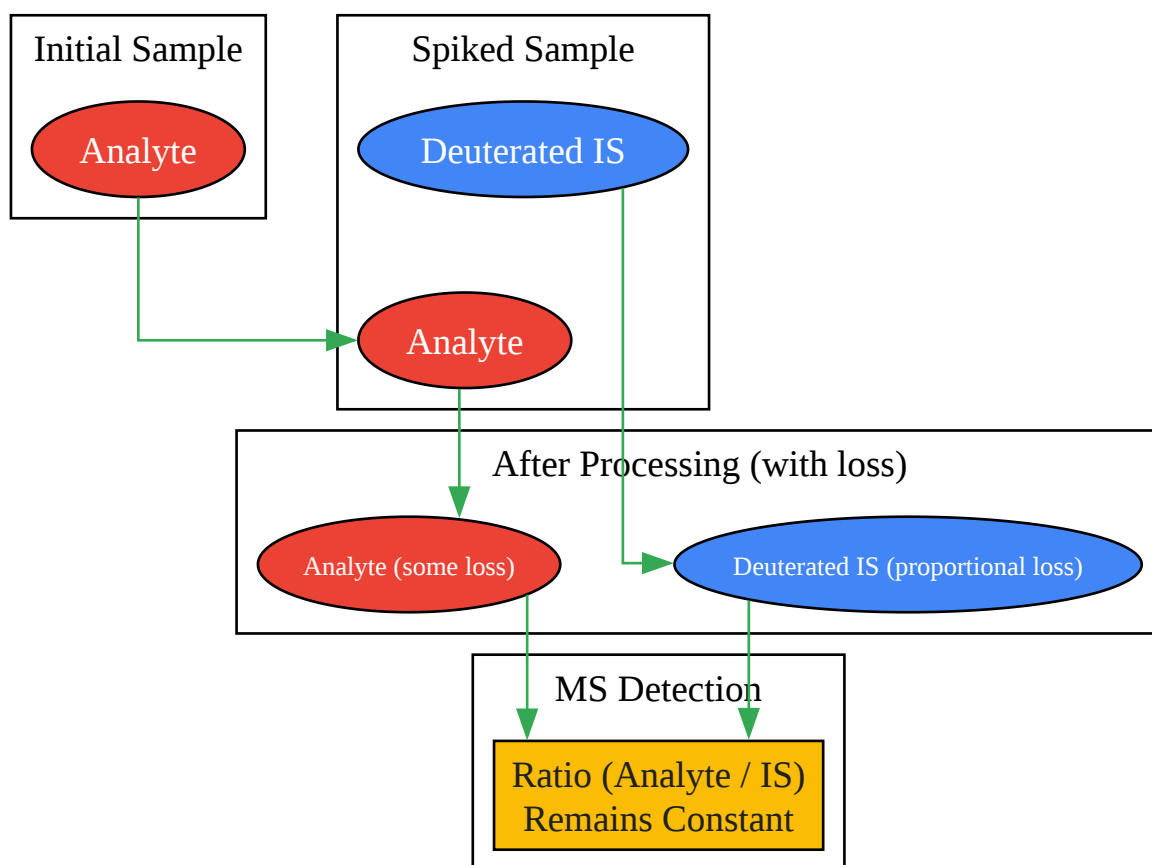 Initial Sample
Analyte
Spiked Sample
Deuterated IS
Analyte
After Processing (with loss)
Analyte (some loss)
Deuterated IS (proportional loss)
MS Detection
Ratio (Analyte / IS)
Remains Constant